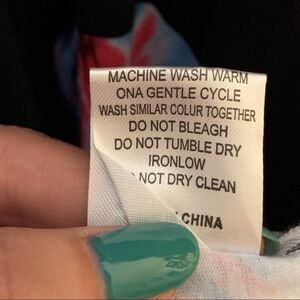 MACHINE WASH WARM
ONA GENTLE CYCLE
WASH SIMILAR COLUR TOGETHER
DO NOT BLEAGH
DO NOT TUMBLE DRY
IRONLOW
NOT DRY CLEAN
CHINA